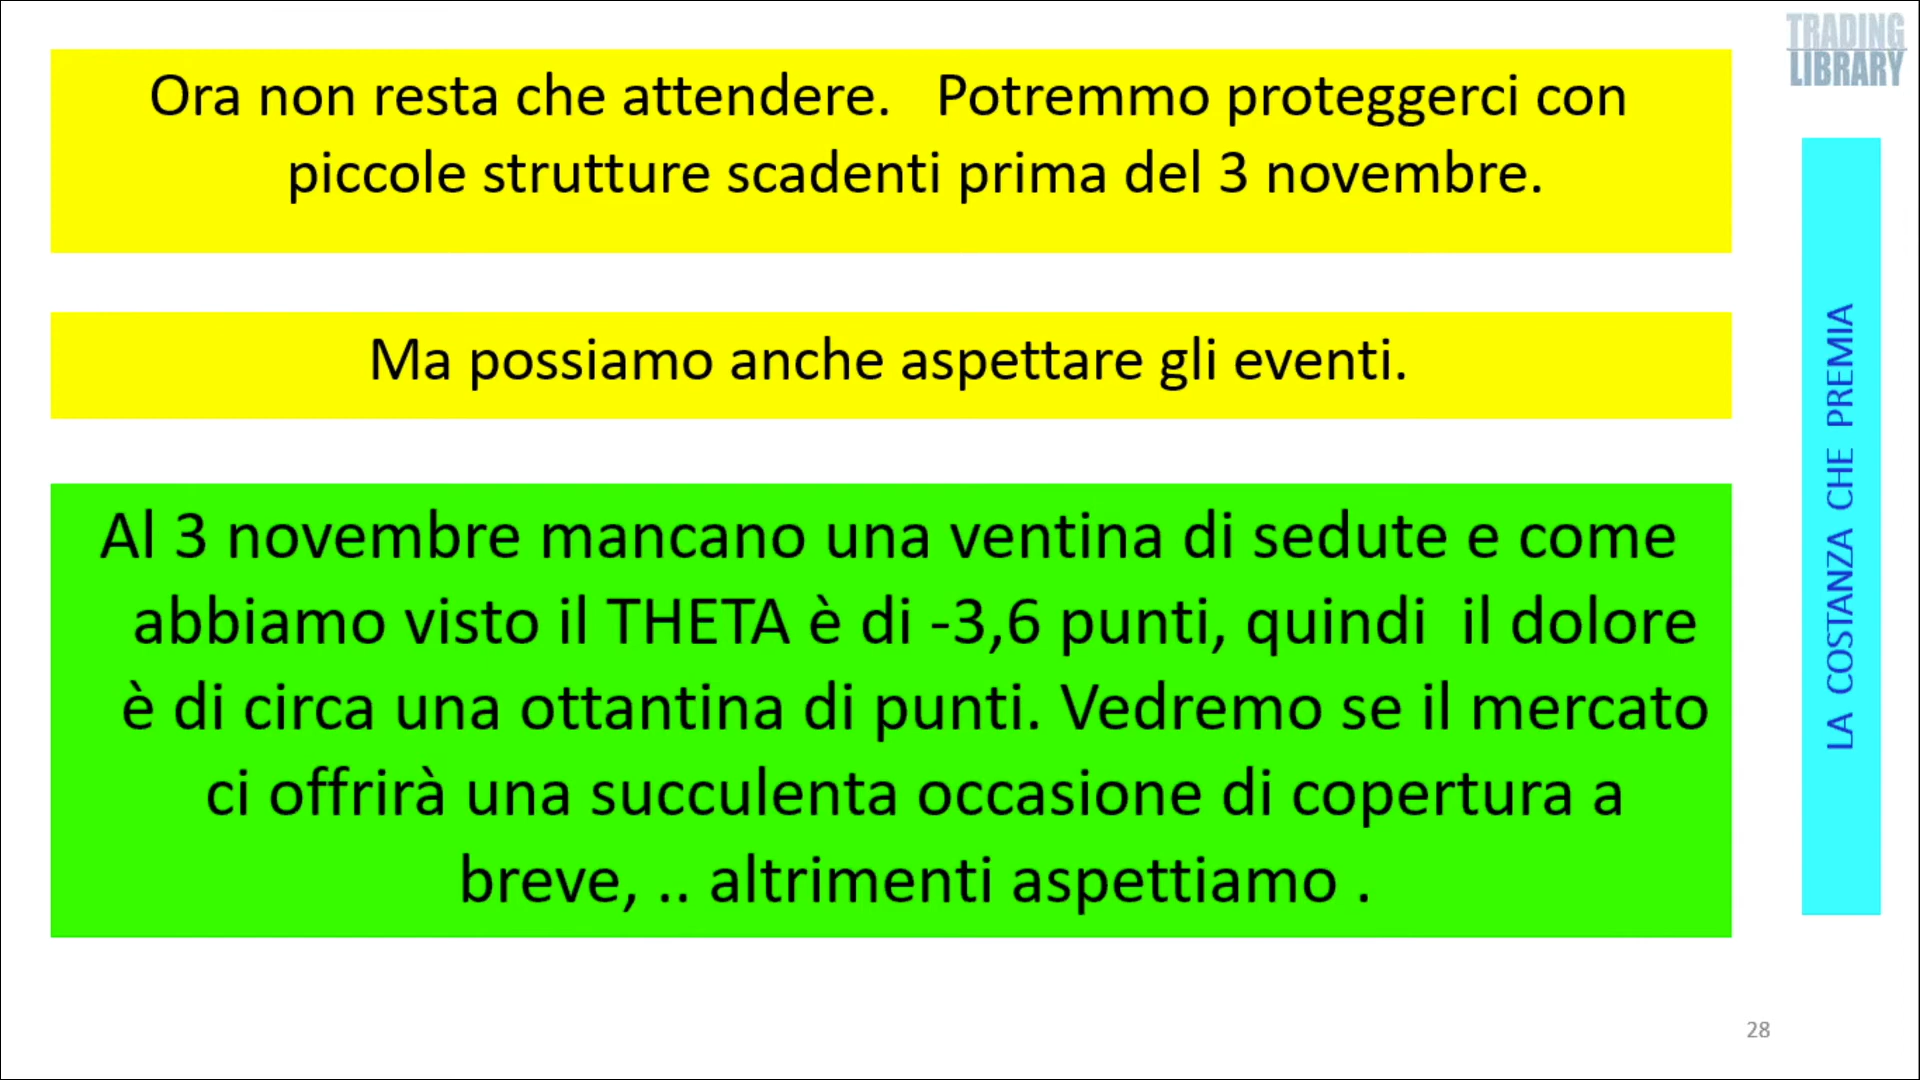 TRADING
LIBRARY
Ora non resta che attendere. Potremmo proteggerci con
piccole strutture scadenti prima del 3 novembre.
Ma possiamo anche aspettare gli eventi.
Al 3 novembre mancano una ventina di sedute e come
abbiamo visto il THETA è di -3,6 punti, quindi il dolore
è di circa una ottantina di punti. Vedremo se il mercato
ci offrirà una succulenta occasione di copertura a
breve, .. altrimenti aspettiamo .
LA COSTANZA CHE PREMIA
28